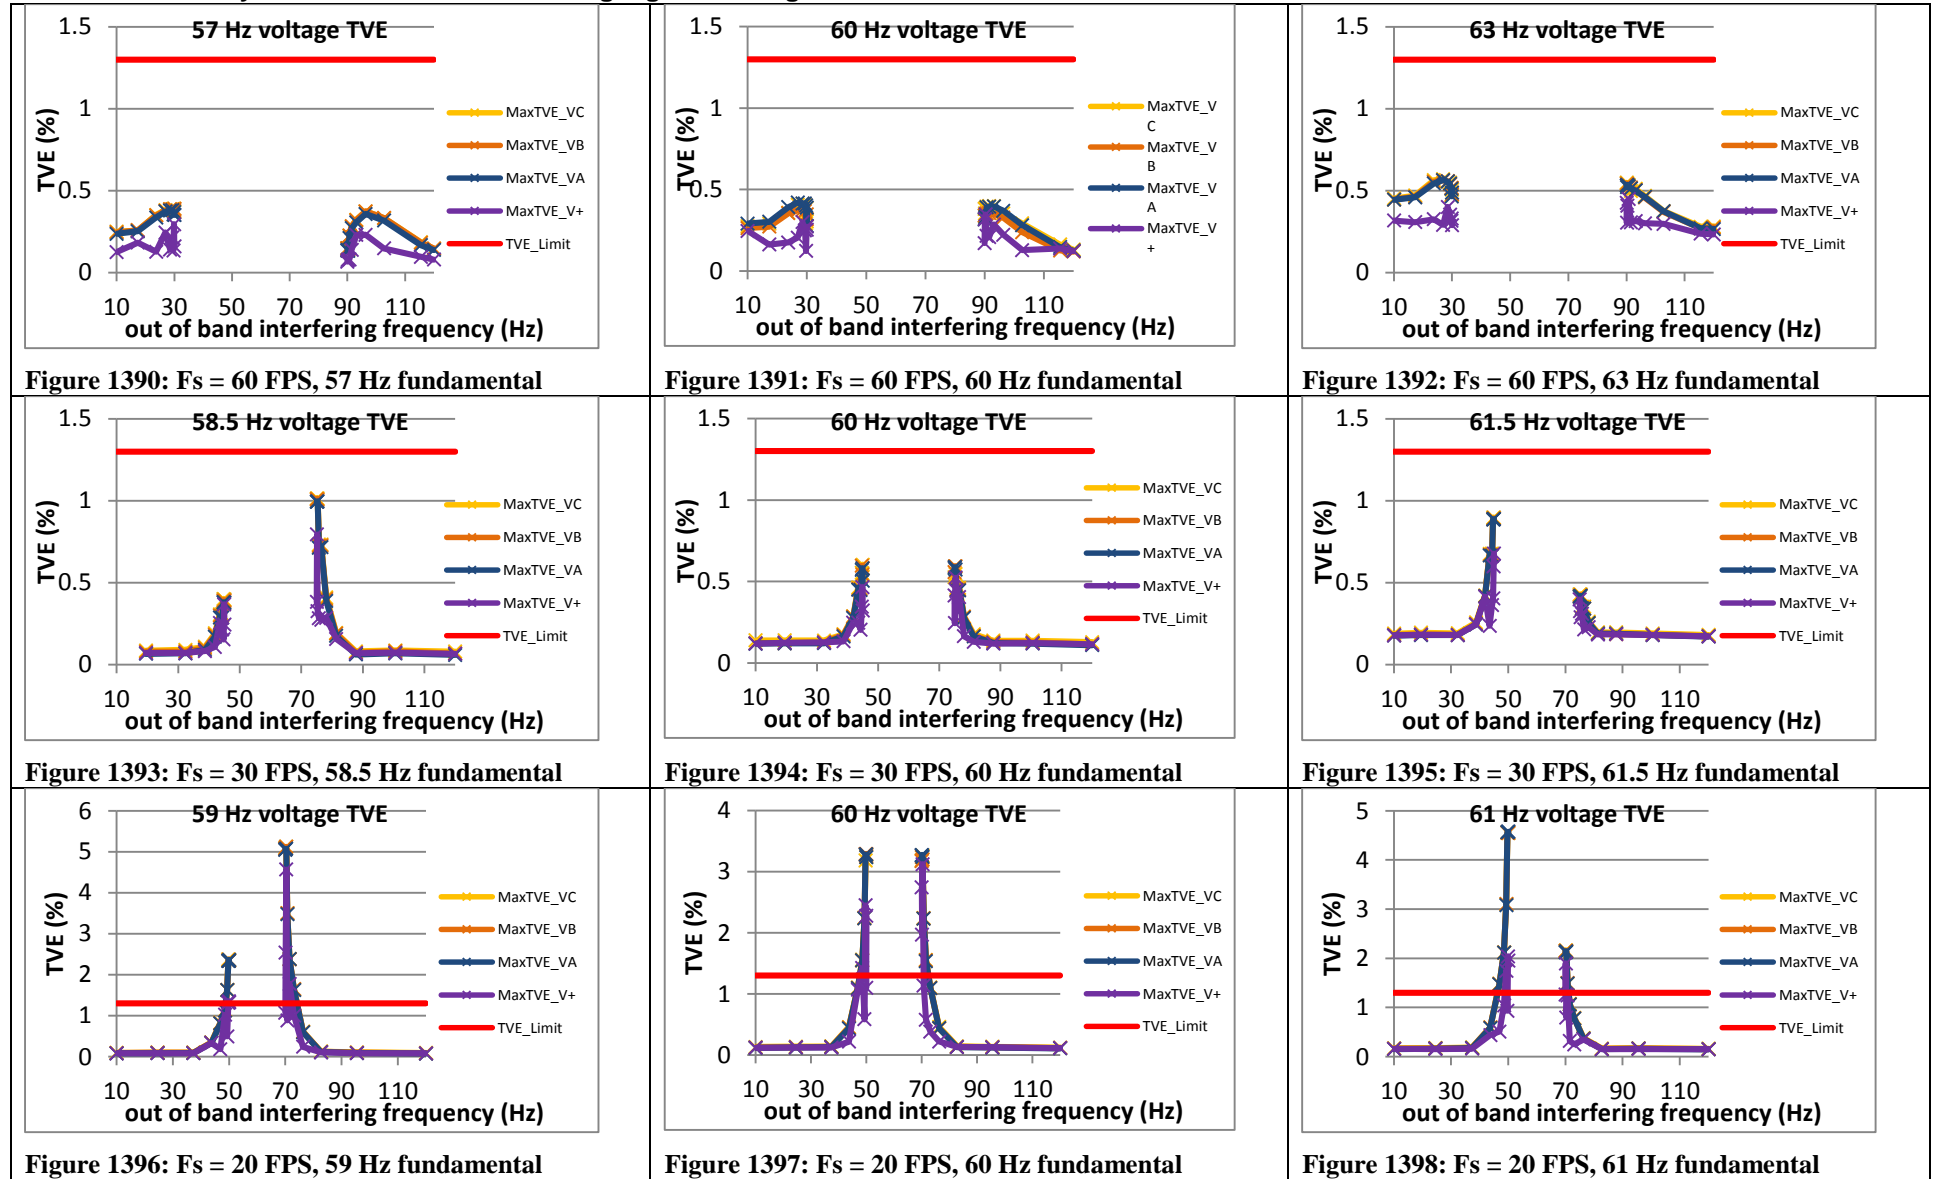 57 Hz voltage TVE
1.5
1
0.5
0
TVE (%)
10 30 50 70 90 110
out of band interfering frequency (Hz)
MaxTVE_VC
MaxTVE_VB
MaxTVE_VA
MaxTVE_V+
TVE_Limit
Figure 1390: Fs = 60 FPS, 57 Hz fundamental
60 Hz voltage TVE
1.5
1
0.5
0
TVE (%)
10 30 50 70 90 110
out of band interfering frequency (Hz)
MaxTVE_V
C
MaxTVE_V
B
MaxTVE_V
A
MaxTVE_V
+
Figure 1391: Fs = 60 FPS, 60 Hz fundamental
63 Hz voltage TVE
1.5
1
0.5
0
TVE (%)
10 30 50 70 90 110
out of band interfering frequency (Hz)
MaxTVE_VC
MaxTVE_VB
MaxTVE_VA
MaxTVE_V+
TVE_Limit
Figure 1392: Fs = 60 FPS, 63 Hz fundamental
58.5 Hz voltage TVE
1.5
1
0.5
0
TVE (%)
10 30 50 70 90 110
out of band interfering frequency (Hz)
MaxTVE_VC
MaxTVE_VB
MaxTVE_VA
MaxTVE_V+
TVE_Limit
Figure 1393: Fs = 30 FPS, 58.5 Hz fundamental
60 Hz voltage TVE
1.5
1
0.5
0
TVE (%)
10 30 50 70 90 110
out of band interfering frequency (Hz)
MaxTVE_VC
MaxTVE_VB
MaxTVE_VA
MaxTVE_V+
TVE_Limit
Figure 1394: Fs = 30 FPS, 60 Hz fundamental
61.5 Hz voltage TVE
1.5
1
0.5
0
TVE (%)
10 30 50 70 90 110
out of band interfering frequency (Hz)
MaxTVE_VC
MaxTVE_VB
MaxTVE_VA
MaxTVE_V+
TVE_Limit
Figure 1395: Fs = 30 FPS, 61.5 Hz fundamental
59 Hz voltage TVE
6
5
4
3
2
1
0
TVE (%)
10 30 50 70 90 110
out of band interfering frequency (Hz)
MaxTVE_VC
MaxTVE_VB
MaxTVE_VA
MaxTVE_V+
TVE_Limit
Figure 1396: Fs = 20 FPS, 59 Hz fundamental
60 Hz voltage TVE
4
3
2
1
0
TVE (%)
10 30 50 70 90 110
out of band interfering frequency (Hz)
MaxTVE_VC
MaxTVE_VB
MaxTVE_VA
MaxTVE_V+
TVE_Limit
Figure 1397: Fs = 20 FPS, 60 Hz fundamental
61 Hz voltage TVE
5
4
3
2
1
0
TVE (%)
10 30 50 70 90 110
out of band interfering frequency (Hz)
MaxTVE_VC
MaxTVE_VB
MaxTVE_VA
MaxTVE_V+
TVE_Limit
Figure 1398: Fs = 20 FPS, 61 Hz fundamental